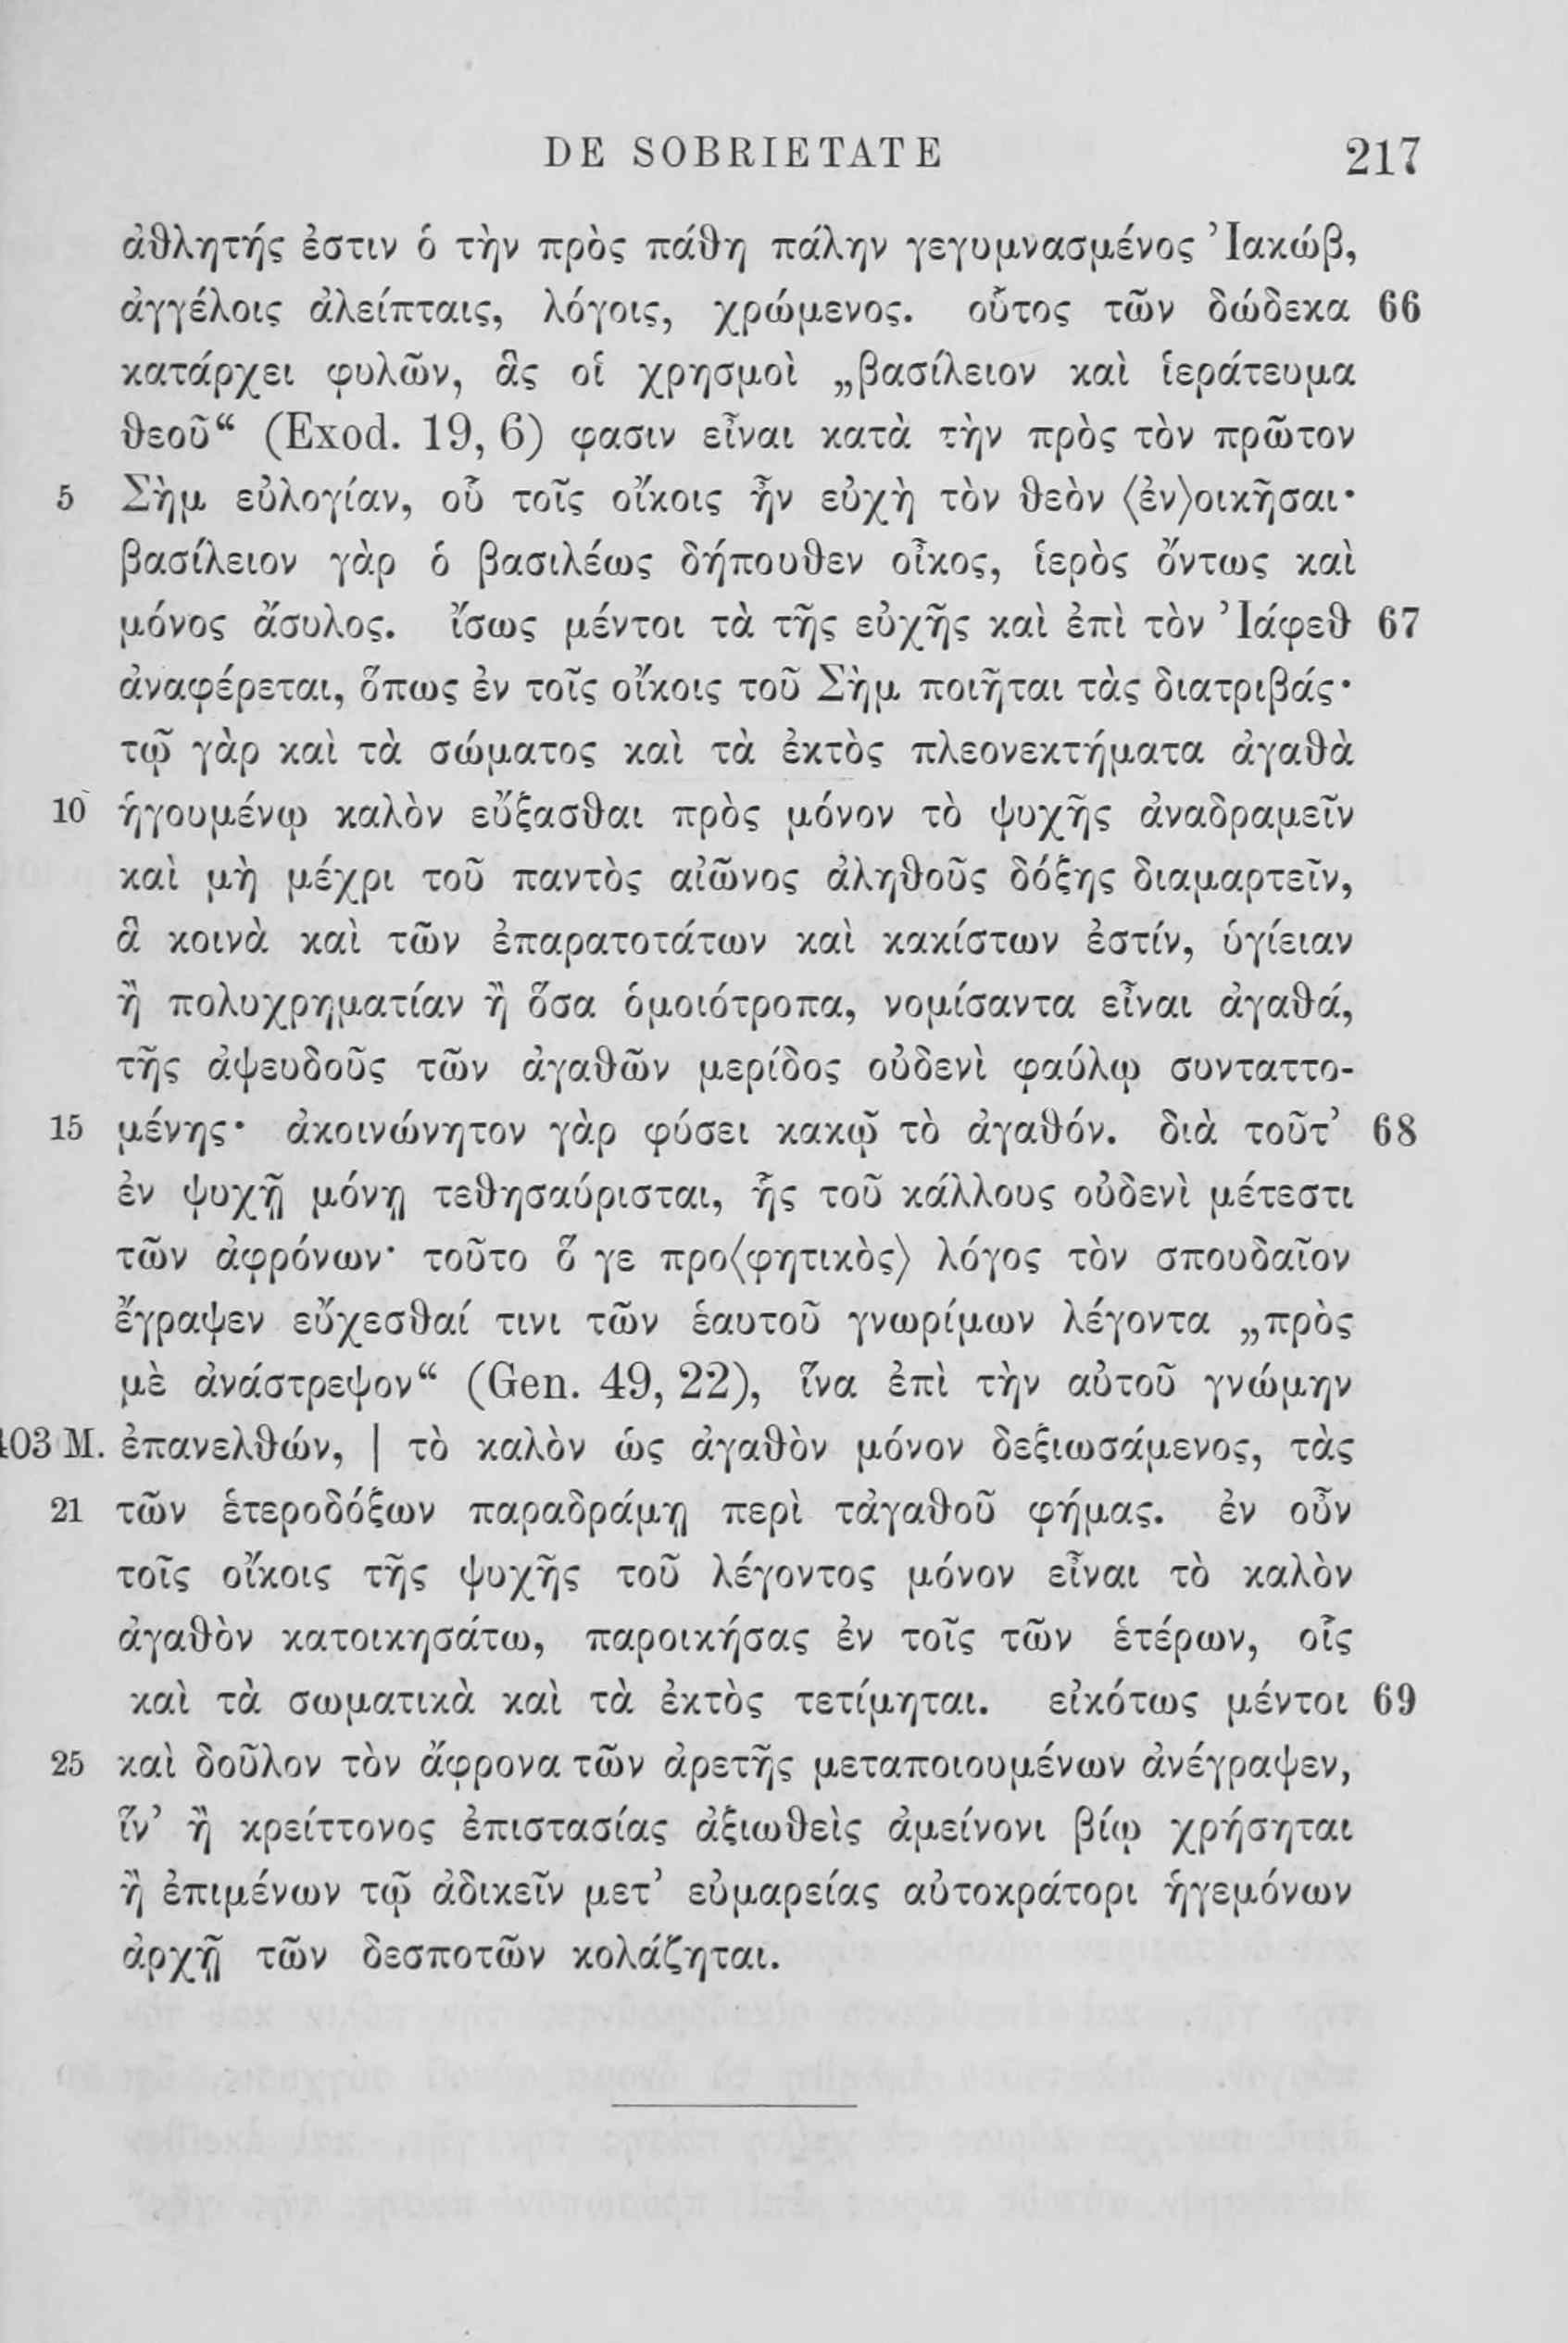 DE SOBRIETATE 217
ἀθλητής ἐστιν ὁ τὴν πρὸς πάθη πάλην γεγυμνασμένος Ἰακώβ,
ἀγγέλοις ἀλείπταις, λόγοις, χρώμενος. οὗτος τῶν δώδεκα 66
κατάρχει φυλῶν, ἃς οἱ χρησμοὶ „βασίλειον καὶ ἱεράτευμα
θεοῦ“ (Exod. 19, 6) φασιν εἶναι κατὰ τὴν πρὸς τὸν πρῶτον
5 Σὴμ εὐλογίαν, οὗ τοῖς οἴκοις ἦν εὐχὴ τὸν θεὸν ⟨ἐν⟩οικῆσαι·
βασίλειον γὰρ ὁ βασιλέως δήπουθεν οἶκος, ἱερὸς ὄντως καὶ
μόνος ἄσυλος. ἴσως μέντοι τὰ τῆς εὐχῆς καὶ ἐπὶ τὸν Ἰάφεθ 67
ἀναφέρεται, ὅπως ἐν τοῖς οἴκοις τοῦ Σὴμ ποιῆται τὰς διατριβάς·
τῷ γὰρ καὶ τὰ σώματος καὶ τὰ ἐκτὸς πλεονεκτήματα ἀγαθὰ
10 ἡγουμένῳ καλὸν εὔξασθαι πρὸς μόνον τὸ ψυχῆς ἀναδραμεῖν
καὶ μὴ μέχρι τοῦ παντὸς αἰῶνος ἀληθοῦς δόξης διαμαρτεῖν,
ἃ κοινὰ καὶ τῶν ἐπαρατοτάτων καὶ κακίστων ἐστίν, ὑγίειαν
ἢ πολυχρηματίαν ἢ ὅσα ὁμοιότροπα, νομίσαντα εἶναι ἀγαθά,
τῆς ἀψευδοῦς τῶν ἀγαθῶν μερίδος οὐδενὶ φαύλῳ συνταττο-
15 μένης· ἀκοινώνητον γὰρ φύσει κακῷ τὸ ἀγαθόν. διὰ τοῦτ’ 68
ἐν ψυχῇ μόνῃ τεθησαύρισται, ἧς τοῦ κάλλους οὐδενὶ μέτεστι
τῶν ἀφρόνων· τοῦτο ὅ γε προ⟨φητικὸς⟩ λόγος τὸν σπουδαῖον
ἔγραψεν εὔχεσθαί τινι τῶν ἑαυτοῦ γνωρίμων λέγοντα „πρὸς
μὲ ἀνάστρεψον“ (Gen. 49, 22), ἵνα ἐπὶ τὴν αὐτοῦ γνώμην
403 M. ἐπανελθών, | τὸ καλὸν ὡς ἀγαθὸν μόνον δεξιωσάμενος, τὰς
21 τῶν ἑτεροδόξων παραδράμῃ περὶ τἀγαθοῦ φήμας. ἐν οὖν
τοῖς οἴκοις τῆς ψυχῆς τοῦ λέγοντος μόνον εἶναι τὸ καλὸν
ἀγαθὸν κατοικησάτω, παροικήσας ἐν τοῖς τῶν ἑτέρων, οἷς
καὶ τὰ σωματικὰ καὶ τὰ ἐκτὸς τετίμηται. εἰκότως μέντοι 69
25 καὶ δοῦλον τὸν ἄφρονα τῶν ἀρετῆς μεταποιουμένων ἀνέγραψεν,
ἵν’ ἢ κρείττονος ἐπιστασίας ἀξιωθεὶς ἀμείνονι βίῳ χρήσηται
ἢ ἐπιμένων τῷ ἀδικεῖν μετ’ εὐμαρείας αὐτοκράτορι ἡγεμόνων
ἀρχῇ τῶν δεσποτῶν κολάζηται.